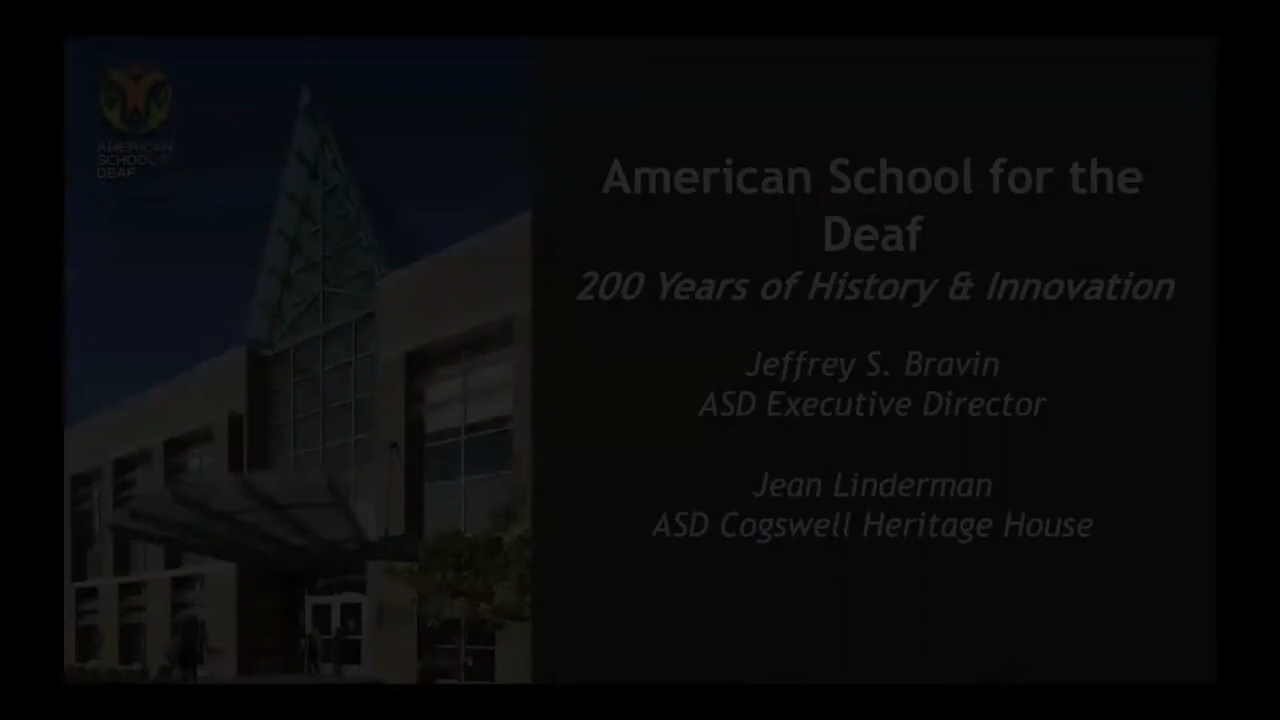 AMERICAN
SCHOOL
DEAF
American School for the
Deaf
200 Years of History & Innovation
Jeffrey S. Bravin
ASD Executive Director
Jean Linderman
ASD Cogswell Heritage House